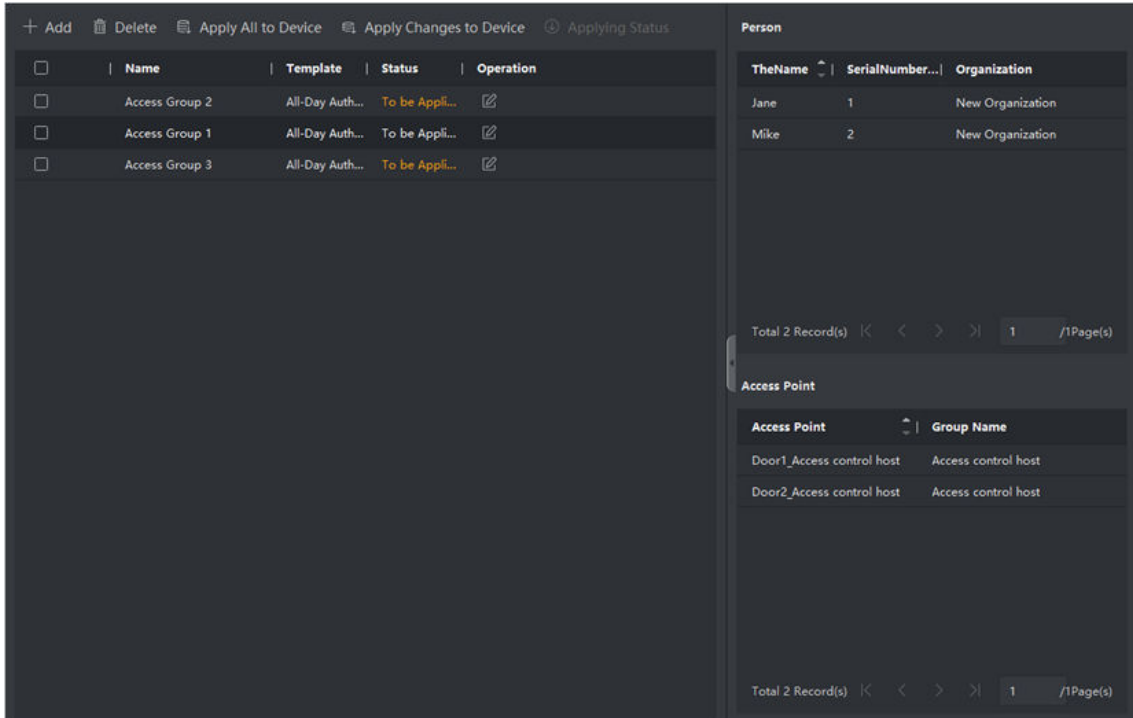 Add Delete Apply All to Device Apply Changes to Device Applying Status
Name Template Status Operation
Access Group 2 All-Day Auth... To be Appli...
Access Group 1 All-Day Auth... To be Appli...
Access Group 3 All-Day Auth... To be Appli...
Person
TheName SerialNumber... Organization
Jane 1 New Organization
Mike 2 New Organization
Total 2 Record(s) 1 /1Page(s)
Access Point
Access Point Group Name
Door1_Access control host Access control host
Door2_Access control host Access control host
Total 2 Record(s) 1 /1Page(s)